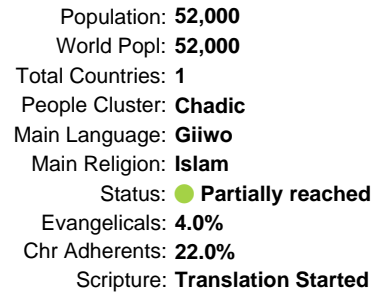 Population: 52,000
World Popl: 52,000
Total Countries: 1
People Cluster: Chadic
Main Language: Giiwo
Main Religion: Islam
Status: Partially reached
Evangelicals: 4.0%
Chr Adherents: 22.0%
Scripture: Translation Started